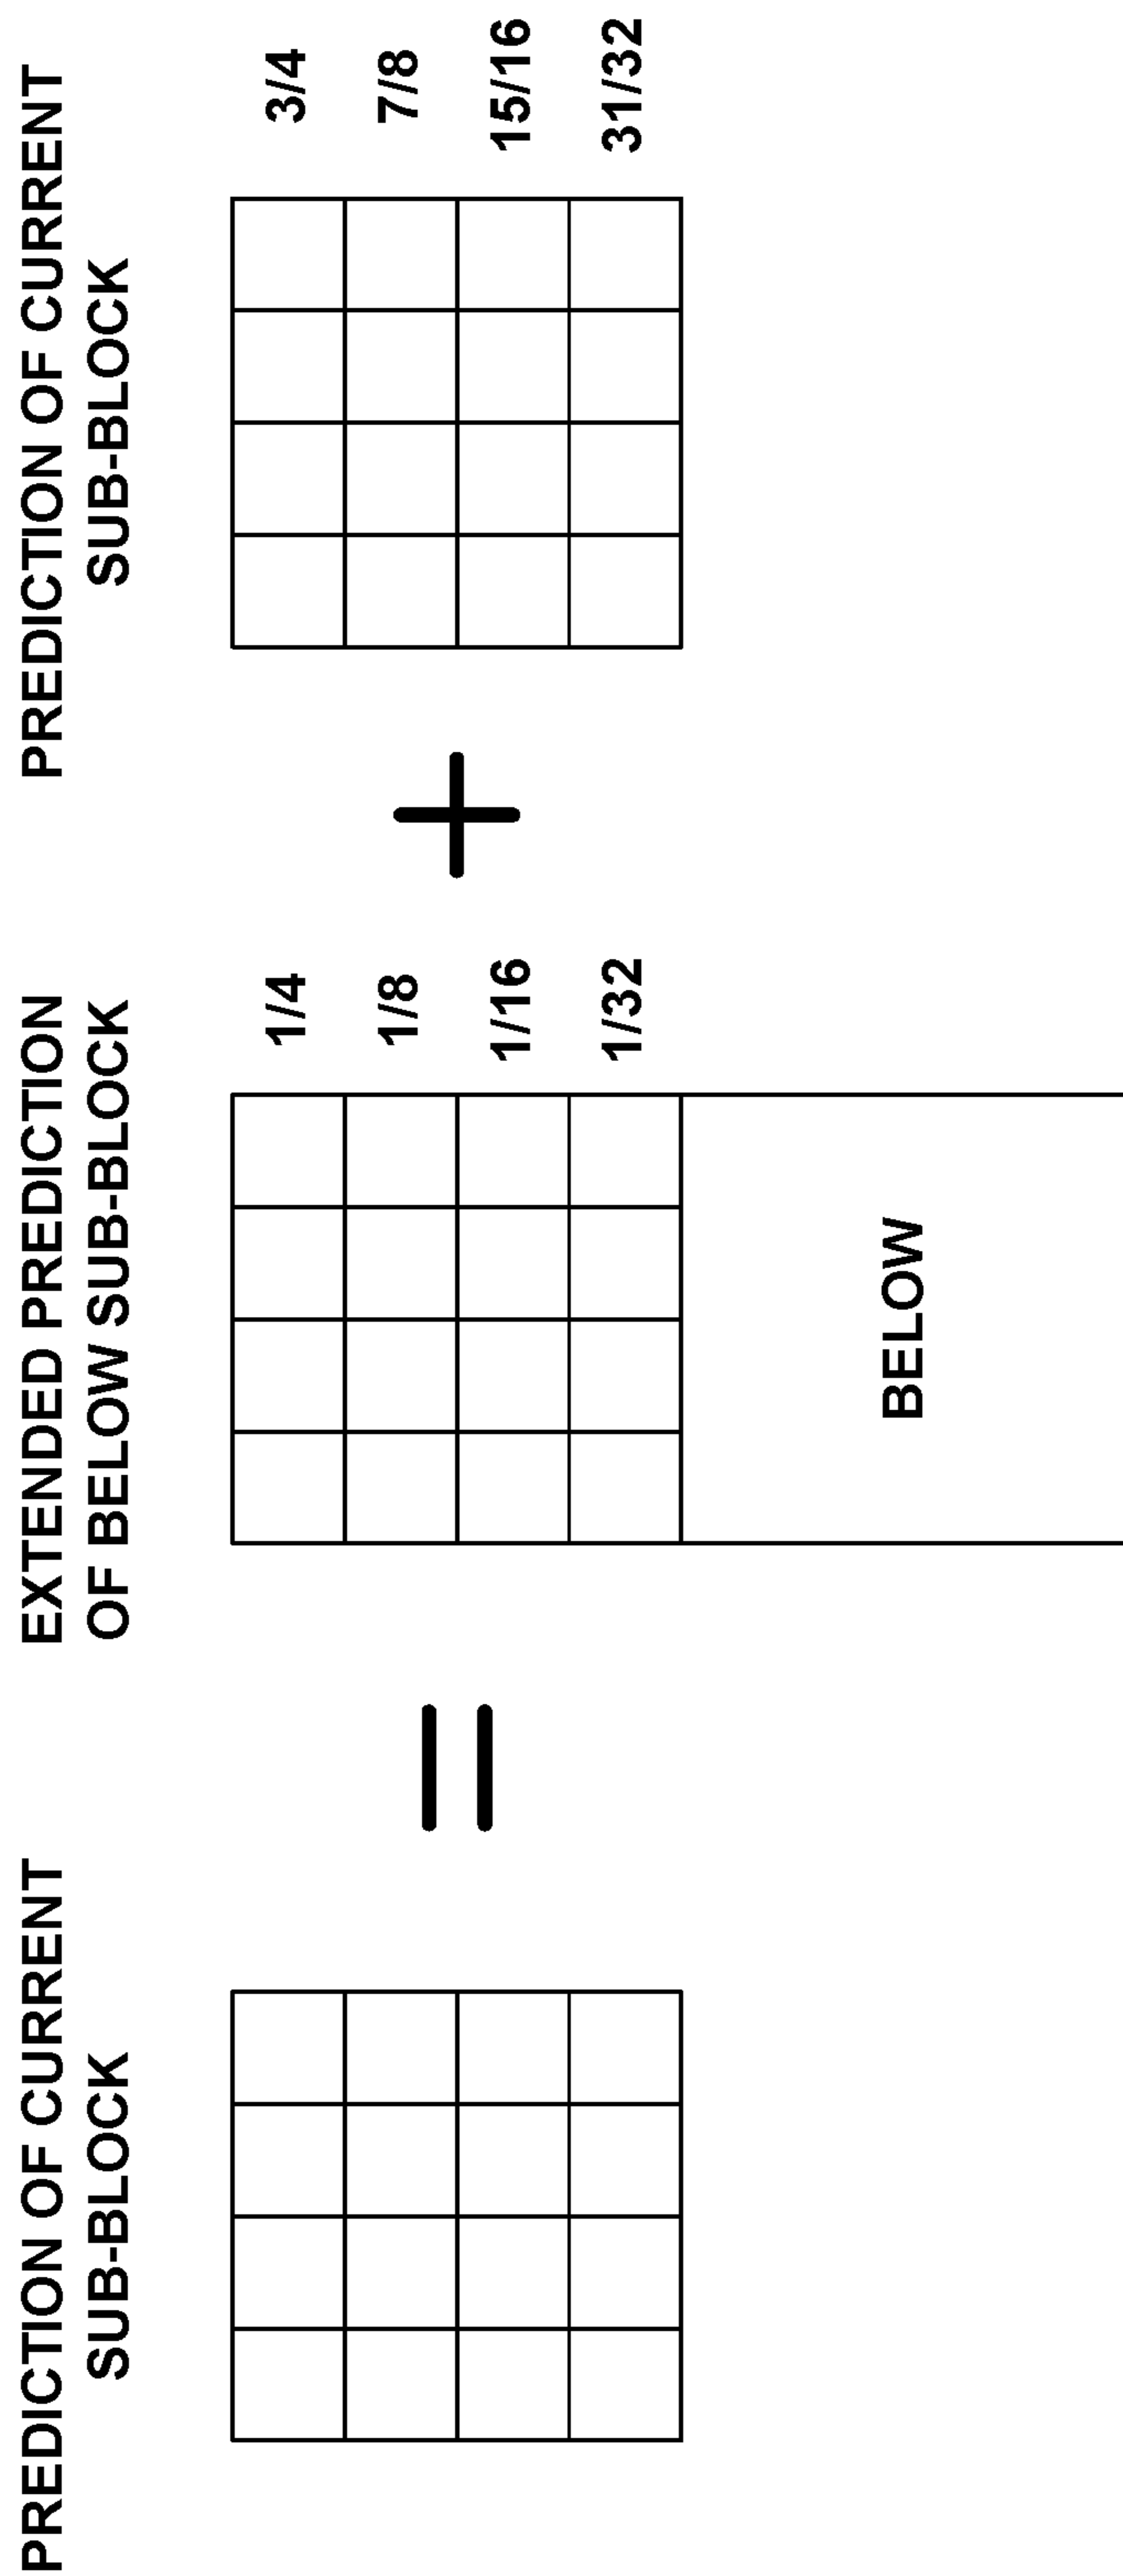 PREDICTION OF CURRENT
SUB-BLOCK
EXTENDED PREDICTION
OF BELOW SUB-BLOCK
1/4
1/8
1/16
1/32
BELOW
PREDICTION OF CURRENT
SUB-BLOCK
3/4
7/8
15/16
31/32